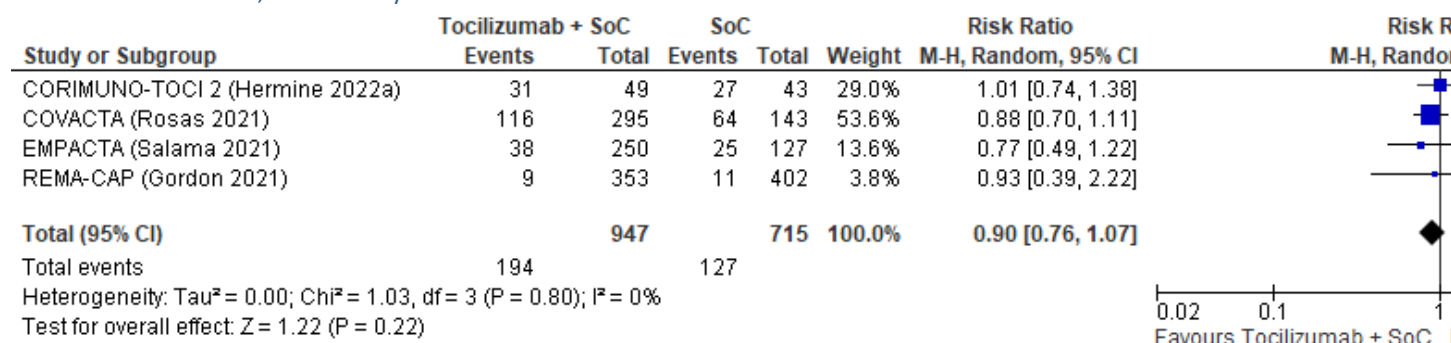 Tocilizumab + SoC SoC Risk Ratio Risk R
Study or Subgroup Events Total Events Total Weight M-H, Random, 95% CI M-H, Rando
CORIMUNO-TOCI 2 (Hermine 2022a) 31 49 27 43 29.0% 1.01 [0.74, 1.38]
COVACTA (Rosas 2021) 116 295 64 143 53.6% 0.88 [0.70, 1.11]
EMPACTA (Salama 2021) 38 250 25 127 13.6% 0.77 [0.49, 1.22]
REMA-CAP (Gordon 2021) 9 353 11 402 3.8% 0.93 [0.39, 2.22]
Total (95% CI) 947 715 100.0% 0.90 [0.76, 1.07]
Total events 194 127
Heterogeneity: Tau² = 0.00; Chi² = 1.03, df = 3 (P = 0.80); I² = 0%
Test for overall effect: Z = 1.22 (P = 0.22)
0.02 0.1 1
Favours Tocilizumab + SoC